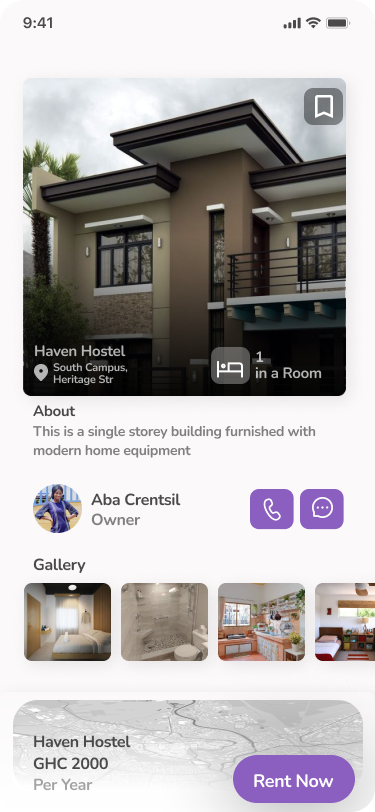 9:41
Haven Hostel
South Campus,
Heritage Str
1
in a Room
About
This is a single storey building furnished with
modern home equipment
Aba Crentsil
Owner
Gallery
Haven Hostel
GHC 2000
Per Year
Rent Now